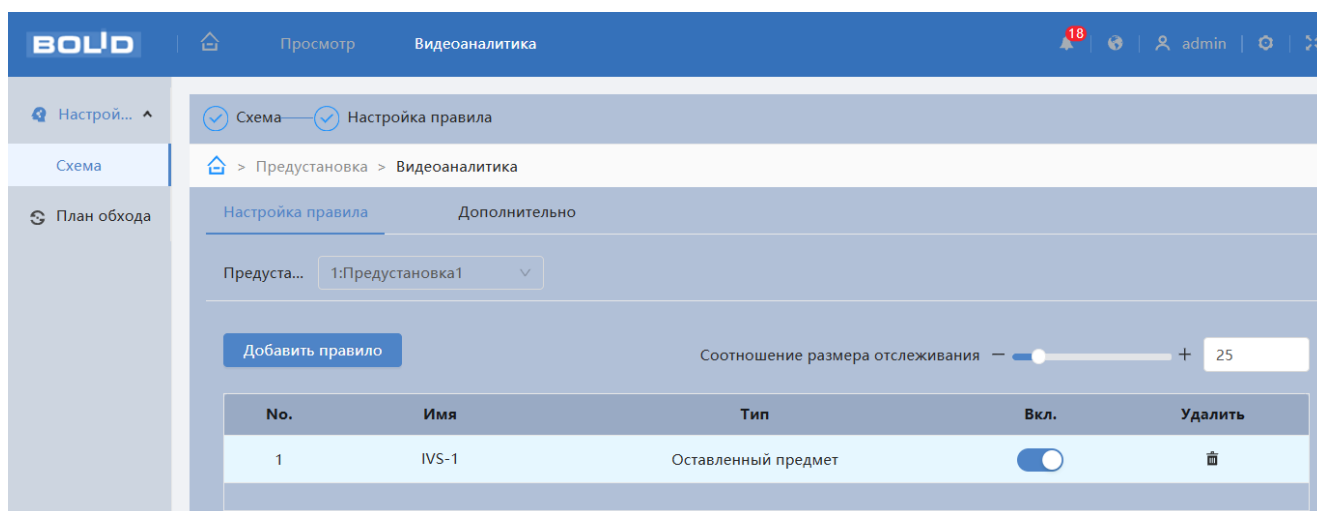 BOLID Просмотр Видеоаналитика 18 admin
Настрой... Схема Настройка правила
Схема > Предустановка > Видеоаналитика
План обхода Настройка правила Дополнительно
Предуста... 1:Предустановка1
Добавить правило Соотношение размера отслеживания − + 25
No. Имя Тип Вкл. Удалить
1 IVS-1 Оставленный предмет